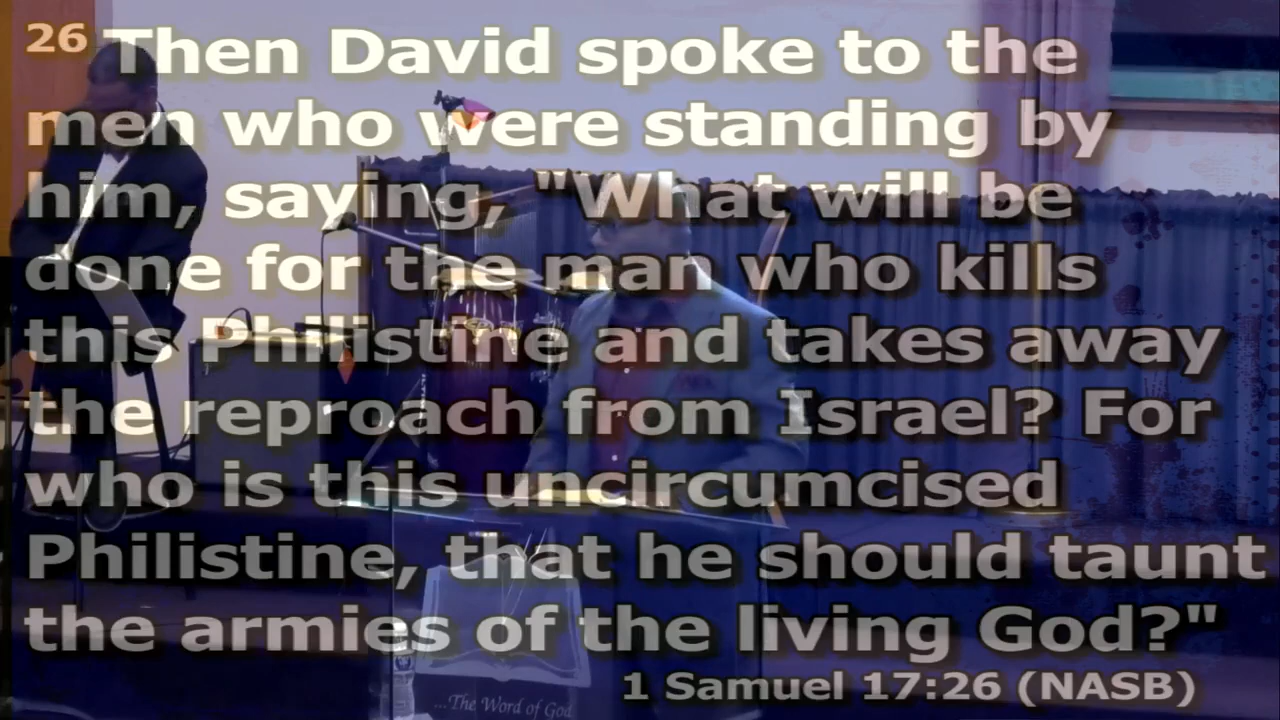 26 Then David spoke to the
men who were standing by
him, saying, "What will be
done for the man who kills
this Philistine and takes away
the reproach from Israel? For
who is this uncircumcised
Philistine, that he should taunt
the armies of the living God?"
1 Samuel 17:26 (NASB)
...The Word of God